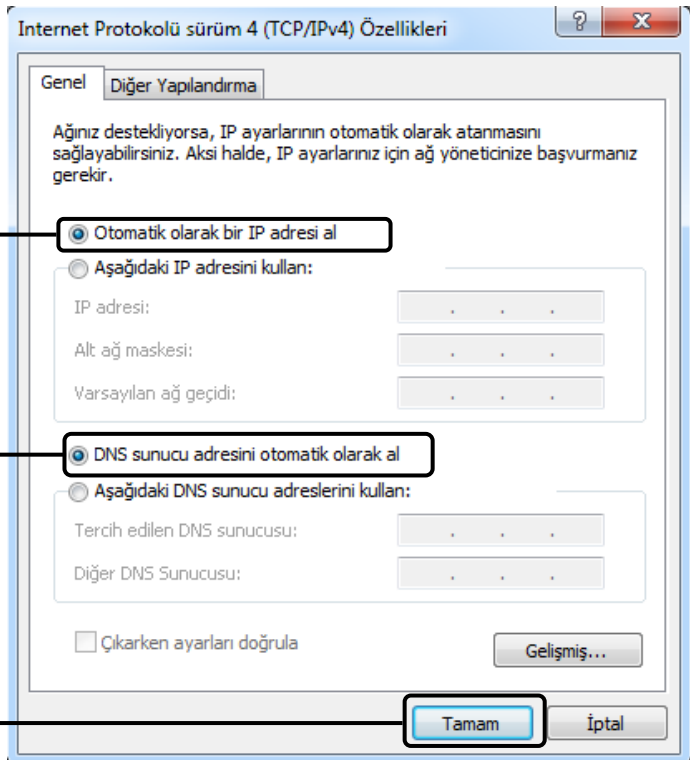 Internet Protokolü sürüm 4 (TCP/IPv4) Özellikleri
Genel
Diğer Yapılandırma
Ağınız destekliyorsa, IP ayarlarının otomatik olarak atanmasını
sağlayabilirsiniz. Aksi halde, IP ayarlarınız için ağ yöneticinize başvurmanız
gerekir.
Otomatik olarak bir IP adresi al
Aşağıdaki IP adresini kullan:
IP adresi:
Alt ağ maskesi:
Varsayılan ağ geçidi:
DNS sunucu adresini otomatik olarak al
Aşağıdaki DNS sunucu adreslerini kullan:
Tercih edilen DNS sunucusu:
Diğer DNS Sunucusu:
Çıkarken ayarları doğrula
Gelişmiş...
Tamam
İptal